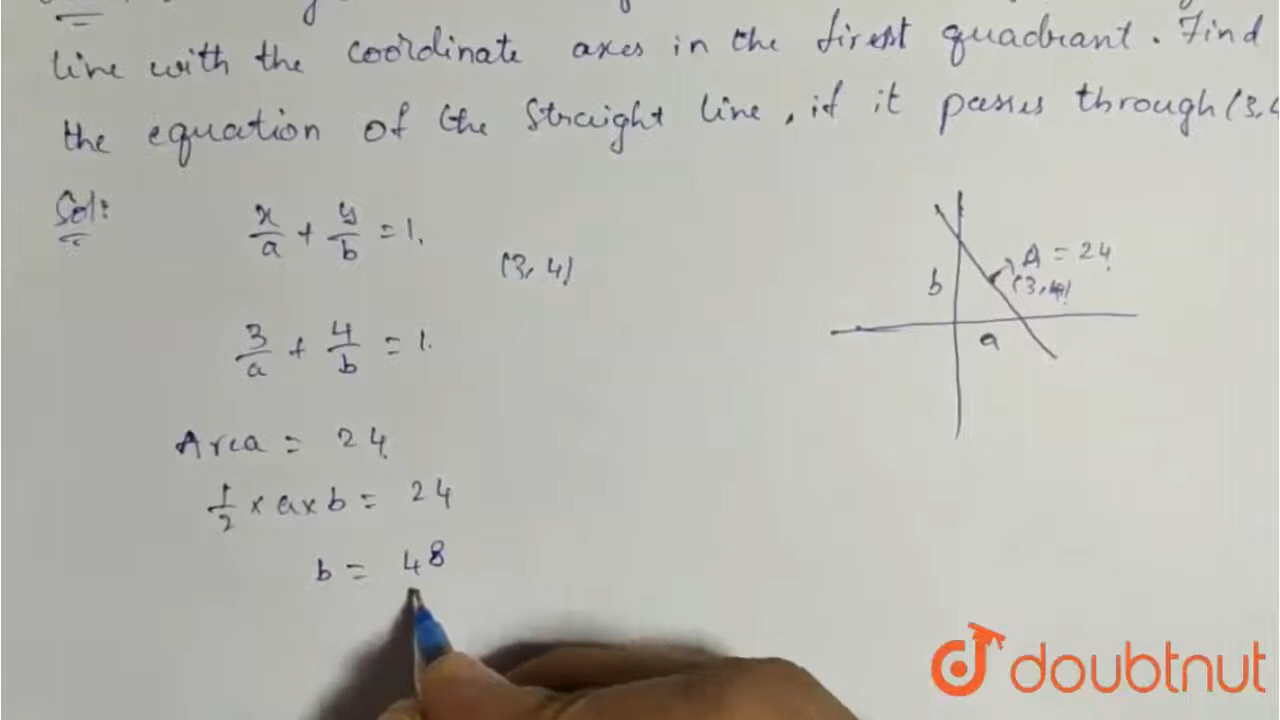 line with the coordinate axes in the first quadrant. Find
the equation of the straight line, if it passes through (3,4
Sol:
x/a + y/b = 1.
(3, 4)
A = 24
(3,4)
b
a
3/a + 4/b = 1.
Area = 24
1/2 × a × b = 24
b = 48
doubtnut